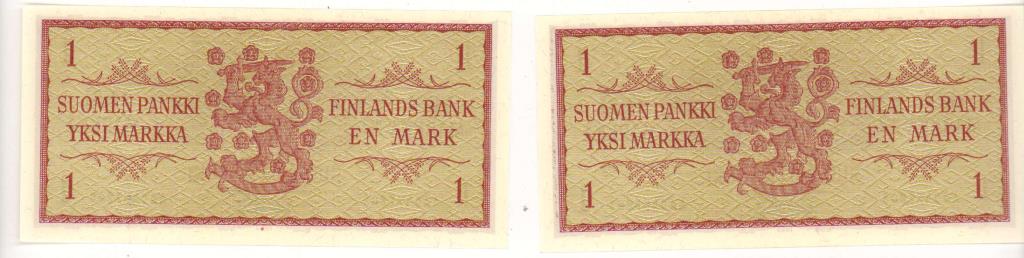 1 1
SUOMEN PANKKI FINLANDS BANK
YKSI MARKKA EN MARK
1 1
1 1
SUOMEN PANKKI FINLANDS BANK
YKSI MARKKA EN MARK
1 1